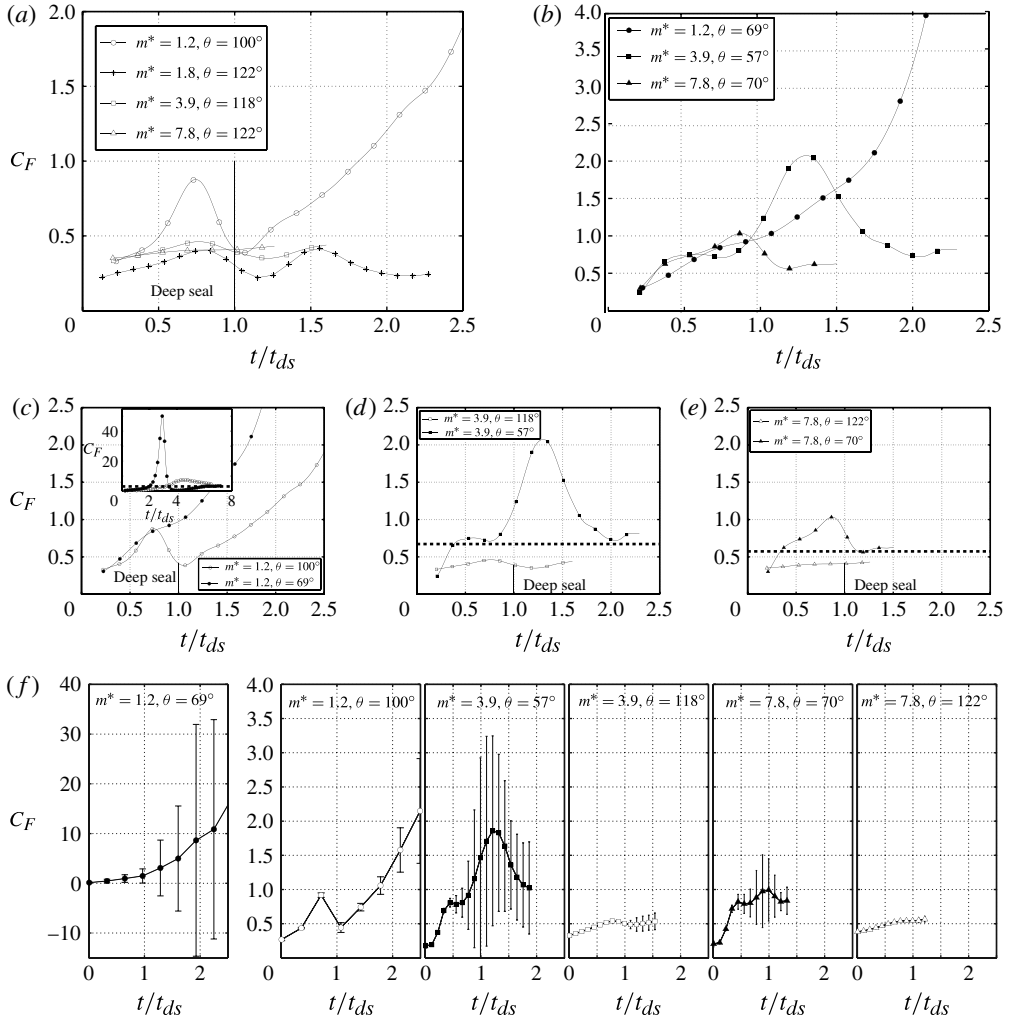 (a)
2.0
1.5
C_F
1.0
0.5
0
0.5
1.0
1.5
2.0
2.5
t/t_ds
m* = 1.2, θ = 100°
m* = 1.8, θ = 122°
m* = 3.9, θ = 118°
m* = 7.8, θ = 122°
Deep seal
(b)
4.0
3.5
3.0
2.5
2.0
1.5
1.0
0.5
0
0.5
1.0
1.5
2.0
2.5
t/t_ds
m* = 1.2, θ = 69°
m* = 3.9, θ = 57°
m* = 7.8, θ = 70°
(c)
2.5
2.0
1.5
C_F
1.0
0.5
0
0.5
1.0
1.5
2.0
2.5
t/t_ds
40
C_F
20
0
2
4
8
t/t_ds
Deep seal
m* = 1.2, θ = 100°
m* = 1.2, θ = 69°
(d)
2.5
2.0
1.5
1.0
0.5
0
0.5
1.0
1.5
2.0
2.5
t/t_ds
m* = 3.9, θ = 118°
m* = 3.9, θ = 57°
Deep seal
(e)
2.5
2.0
1.5
1.0
0.5
0
0.5
1.0
1.5
2.0
2.5
t/t_ds
m* = 7.8, θ = 122°
m* = 7.8, θ = 70°
Deep seal
(f)
40
30
20
C_F
10
0
−10
m* = 1.2, θ = 69°
0
1
2
t/t_ds
4.0
3.5
3.0
2.5
2.0
1.5
1.0
0.5
m* = 1.2, θ = 100°
0
1
2
t/t_ds
m* = 3.9, θ = 57°
0
1
2
t/t_ds
m* = 3.9, θ = 118°
0
1
2
t/t_ds
m* = 7.8, θ = 70°
0
1
2
t/t_ds
m* = 7.8, θ = 122°
0
1
2
t/t_ds